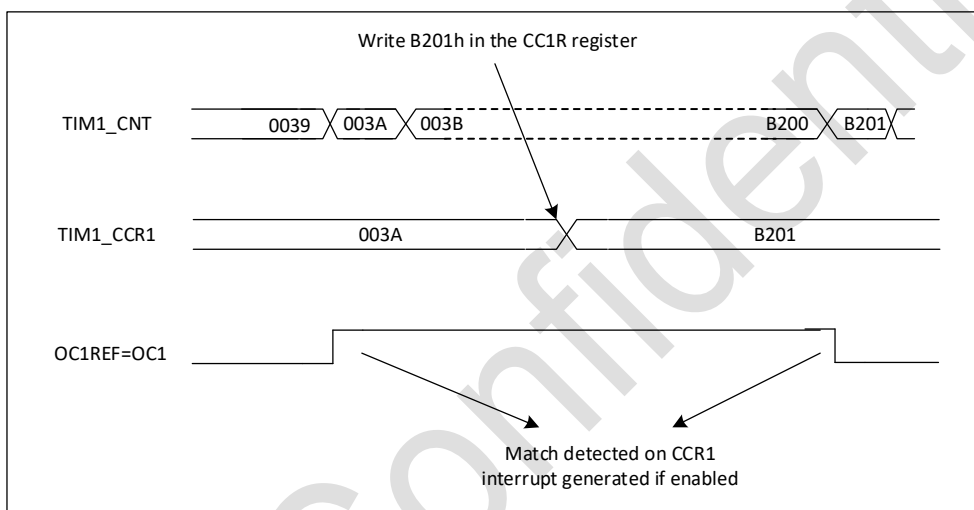 Write B201h in the CC1R register
TIM1_CNT 0039 003A 003B B200 B201
TIM1_CCR1 003A B201
OC1REF=OC1
Match detected on CCR1
interrupt generated if enabled
Confidenti